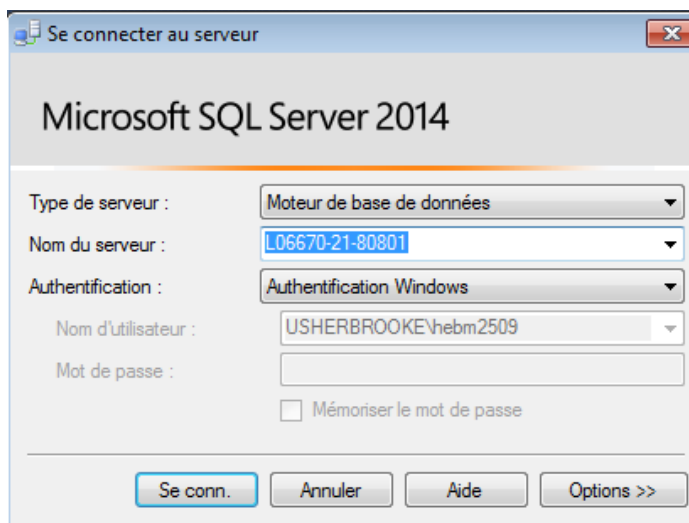 Se connecter au serveur
Microsoft SQL Server 2014
Type de serveur : Moteur de base de données
Nom du serveur : L06670-21-80801
Authentification : Authentification Windows
Nom d'utilisateur : USHERBROOKE\hebm2509
Mot de passe :
Mémoriser le mot de passe
Se conn. Annuler Aide Options >>